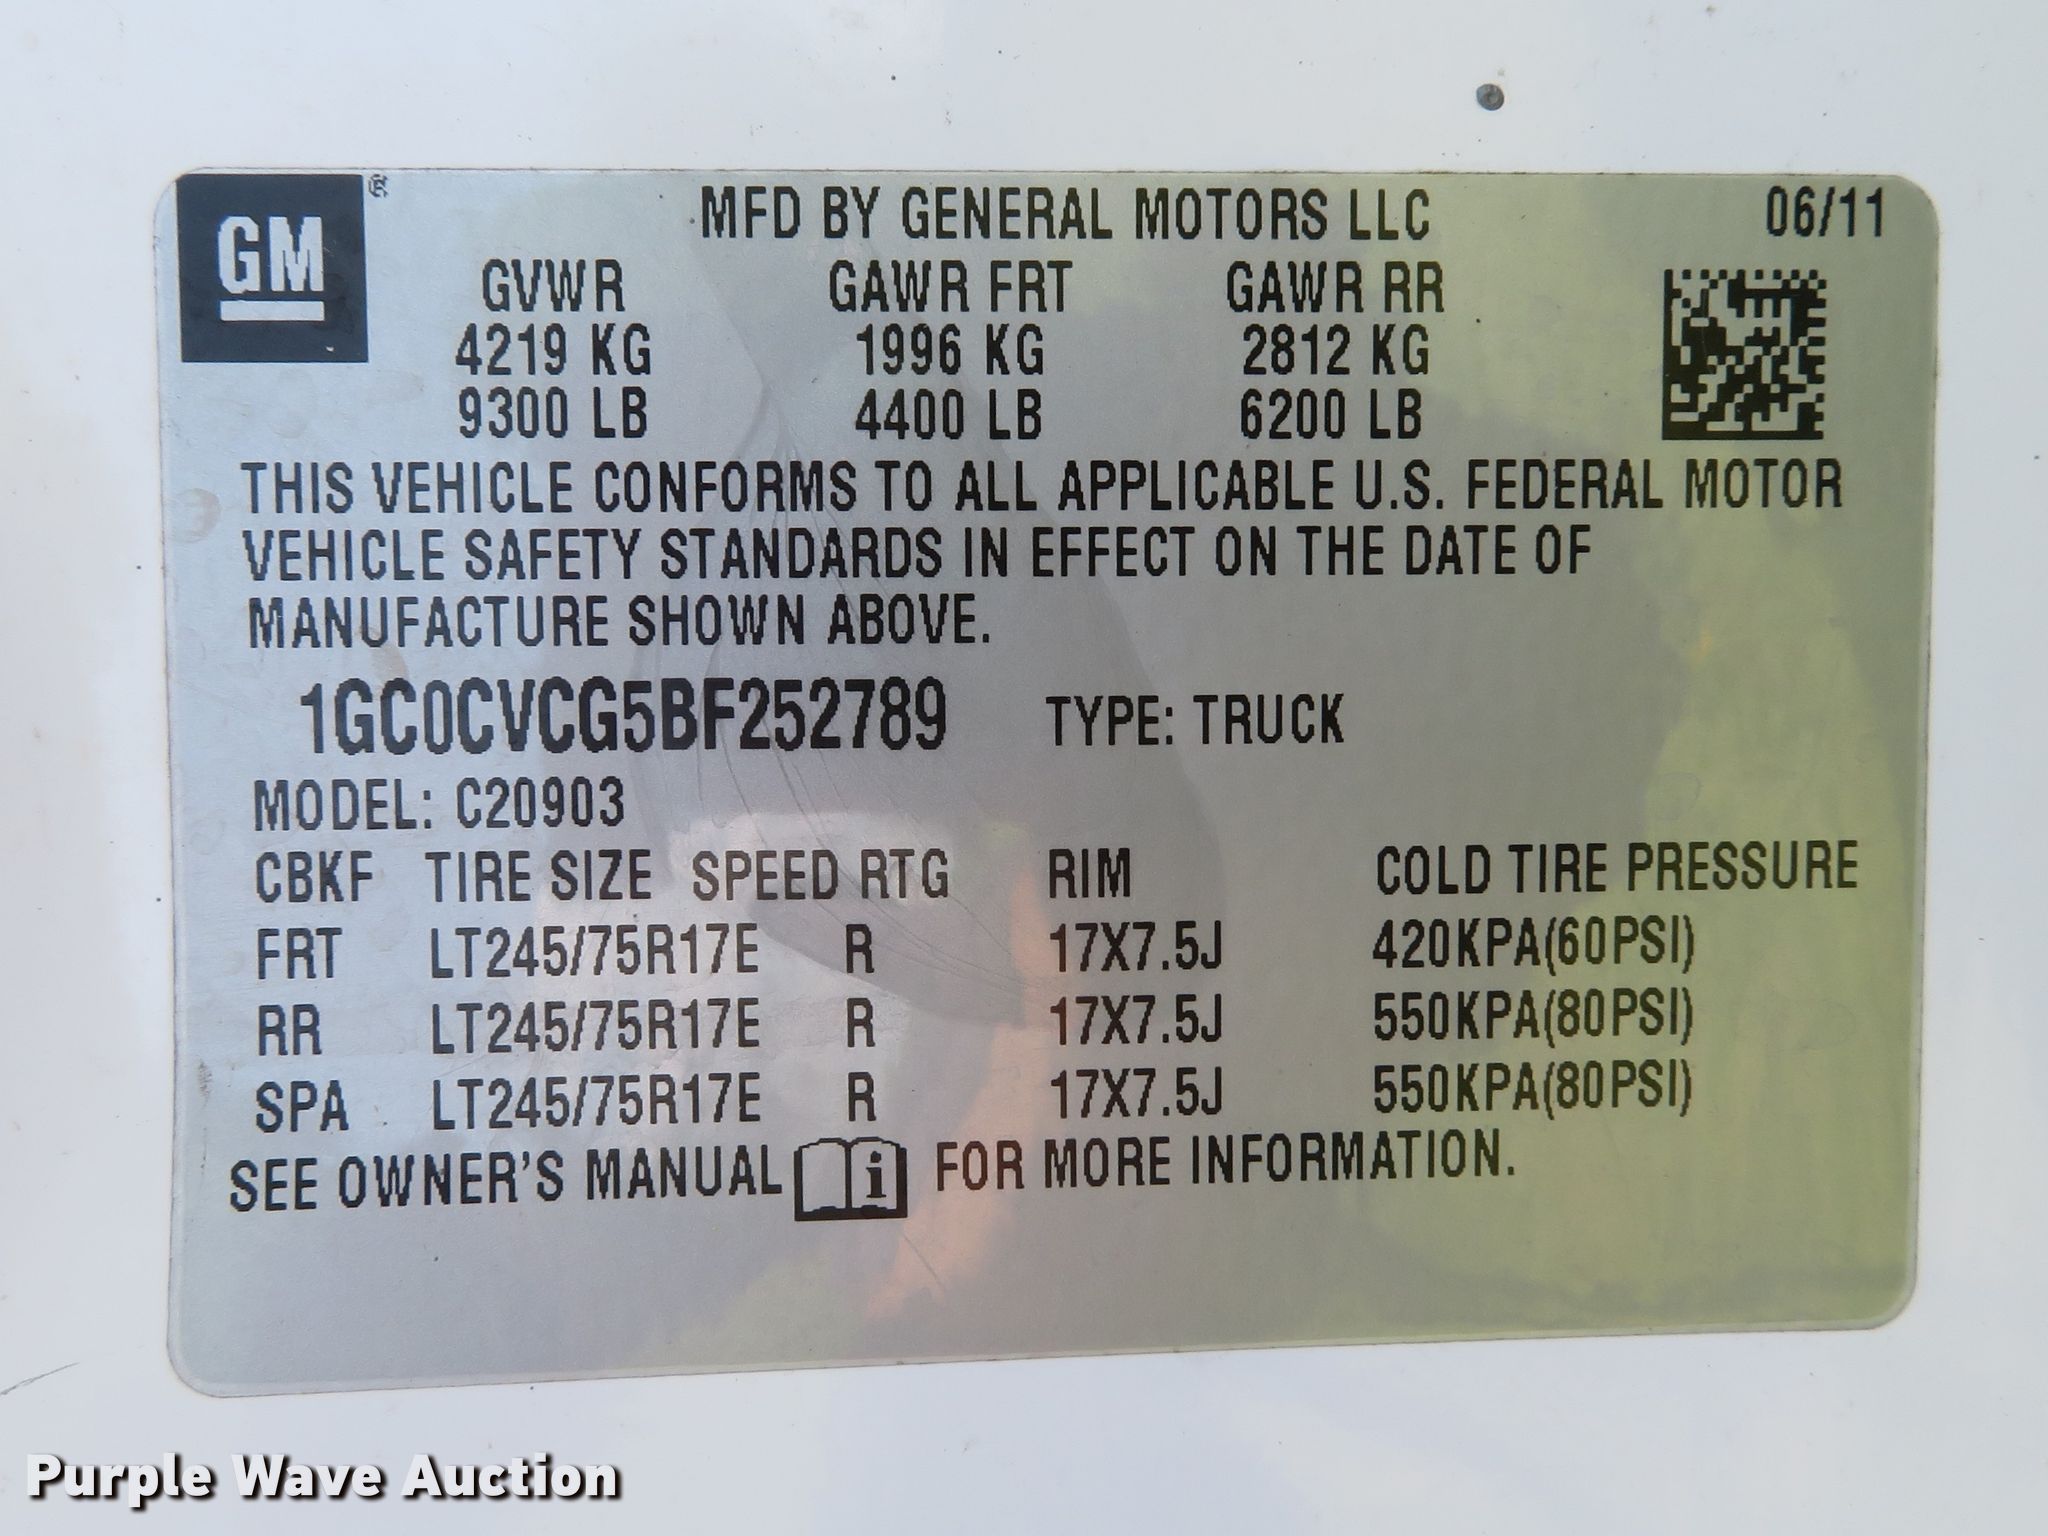 GM ® MFD BY GENERAL MOTORS LLC 06/11
GVWR GAWR FRT GAWR RR
4219 KG 1996 KG 2812 KG
9300 LB 4400 LB 6200 LB
THIS VEHICLE CONFORMS TO ALL APPLICABLE U.S. FEDERAL MOTOR
VEHICLE SAFETY STANDARDS IN EFFECT ON THE DATE OF
MANUFACTURE SHOWN ABOVE.
1GC0CVCG5BF252789 TYPE: TRUCK
MODEL: C20903
CBKF TIRE SIZE SPEED RTG RIM COLD TIRE PRESSURE
FRT LT245/75R17E R 17X7.5J 420KPA(60PSI)
RR LT245/75R17E R 17X7.5J 550KPA(80PSI)
SPA LT245/75R17E R 17X7.5J 550KPA(80PSI)
SEE OWNER'S MANUAL i FOR MORE INFORMATION.
Purple Wave Auction